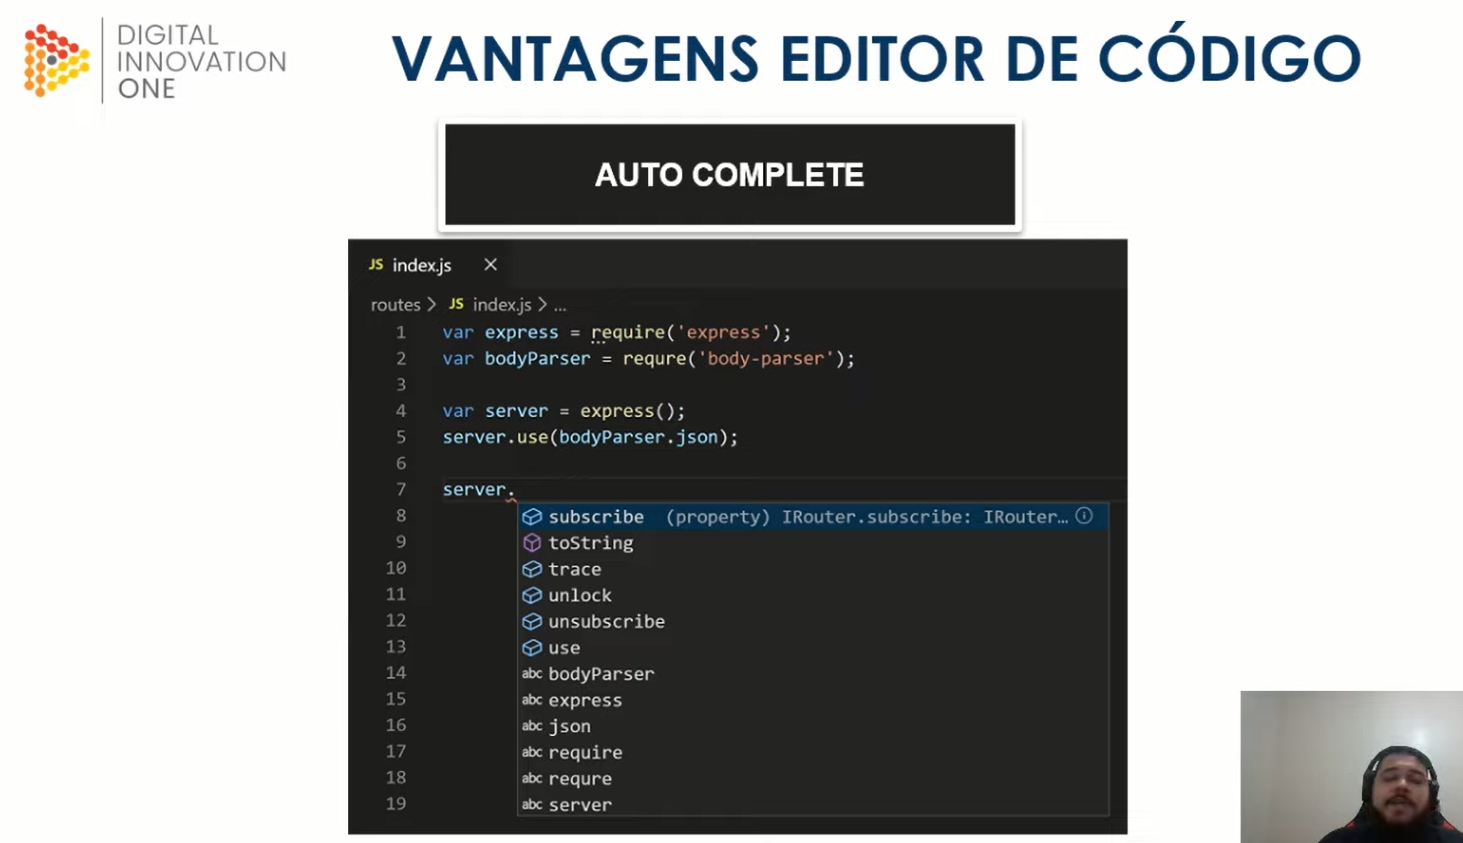 DIGITAL
INNOVATION
ONE
VANTAGENS EDITOR DE CÓDIGO
AUTO COMPLETE
JS index.js ×
routes > JS index.js > ...
1 var express = require('express');
2 var bodyParser = requre('body-parser');
3
4 var server = express();
5 server.use(bodyParser.json);
6
7 server.
8 subscribe (property) IRouter.subscribe: IRouter…
9 toString
10 trace
11 unlock
12 unsubscribe
13 use
14 abc bodyParser
15 abc express
16 abc json
17 abc require
18 abc requre
19 abc server